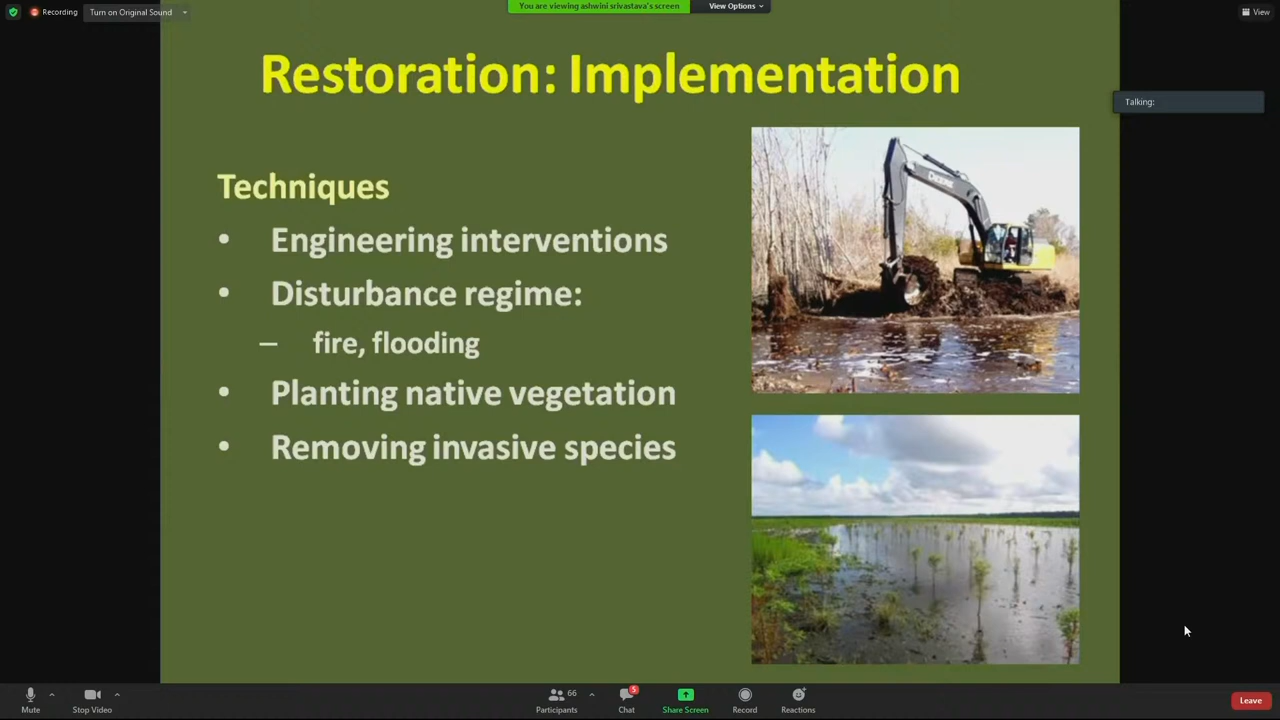 Recording
Turn on Original Sound
You are viewing ashwini srivastava's screen
View Options
View
Restoration: Implementation
Talking:
Techniques
• Engineering interventions
• Disturbance regime:
– fire, flooding
• Planting native vegetation
• Removing invasive species
DEERE
Mute
Stop Video
66
Participants
5
Chat
Share Screen
Record
Reactions
Leave